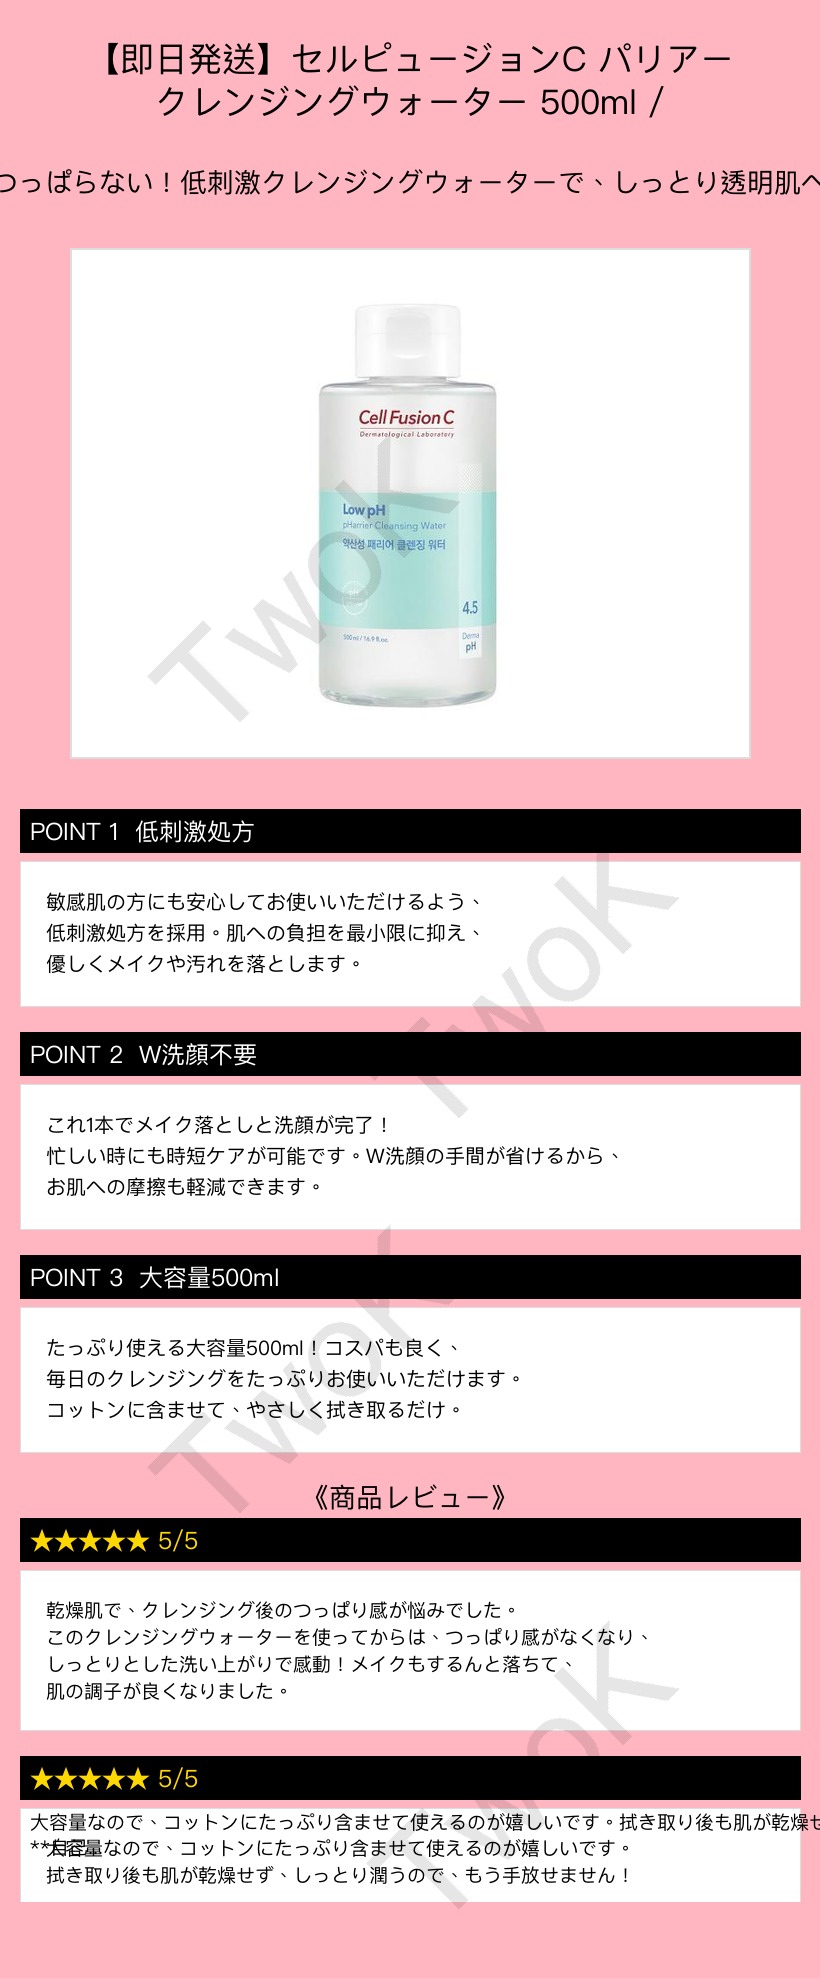 【即日発送】セルピュージョンC パリアー
クレンジングウォーター 500ml /
つっぱらない！低刺激クレンジングウォーターで、しっとり透明肌へ
Cell Fusion C
Dermatological Laboratory
Low pH
pHarrier Cleansing Water
약산성 패리어 클렌징 워터
pH
4.5
Derma
pH
500ml / 16.9 fl.oz.
TwoK
POINT 1 低刺激処方
敏感肌の方にも安心してお使いいただけるよう、
低刺激処方を採用。肌への負担を最小限に抑え、
優しくメイクや汚れを落とします。
TwoK
POINT 2 W洗顔不要
これ1本でメイク落としと洗顔が完了！
忙しい時にも時短ケアが可能です。W洗顔の手間が省けるから、
お肌への摩擦も軽減できます。
POINT 3 大容量500ml
たっぷり使える大容量500ml！コスパも良く、
毎日のクレンジングをたっぷりお使いいただけます。
コットンに含ませて、やさしく拭き取るだけ。
TwoK
《商品レビュー》
★★★★★ 5/5
乾燥肌で、クレンジング後のつっぱり感が悩みでした。
このクレンジングウォーターを使ってからは、つっぱり感がなくなり、
しっとりとした洗い上がりで感動！メイクもするんと落ちて、
肌の調子が良くなりました。
TwoK
★★★★★ 5/5
大容量なので、コットンにたっぷり含ませて使えるのが嬉しいです。拭き取り後も肌が乾燥せ
大容量なので、コットンにたっぷり含ませて使えるのが嬉しいです。
拭き取り後も肌が乾燥せず、しっとり潤うので、もう手放せません！